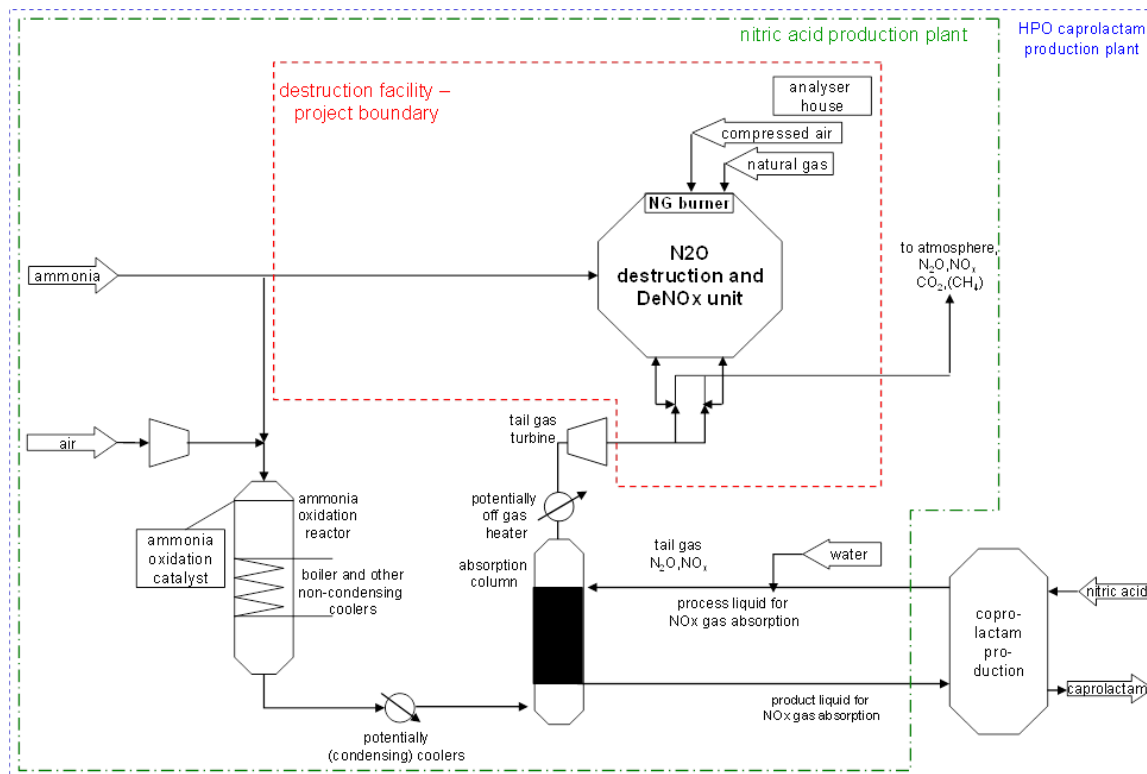 nitric acid production plant
HPO caprolactam
production plant
destruction facility –
project boundary
analyser
house
compressed air
natural gas
NG burner
N2O
destruction and
DeNOx unit
to atmosphere,
N₂O,NOₓ
CO₂,(CH₄)
ammonia
air
tail gas
turbine
ammonia
oxidation
reactor
ammonia
oxidation
catalyst
boiler and other
non-condensing
coolers
potentially
off gas
heater
absorption
column
tail gas
N₂O,NOₓ
water
process liquid for
NOx gas absorption
copro-
lactam
pro-
duction
nitric acid
caprolactam
product liquid for
NOx gas absorption
potentially
(condensing) coolers